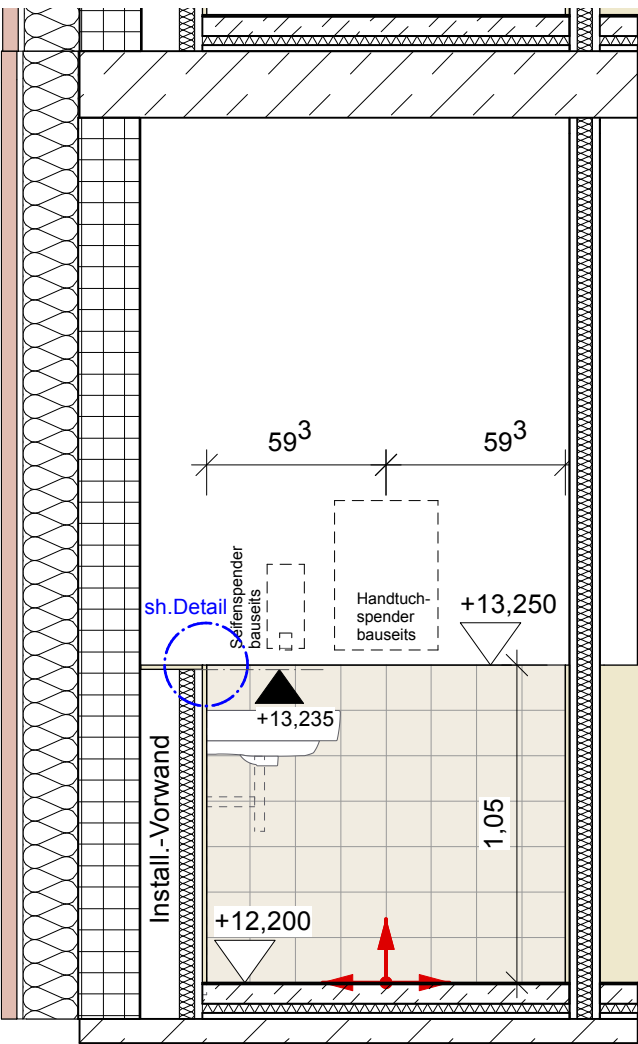 59³ 59³
Seifenspender
bauseits
Handtuch-
spender
bauseits
sh.Detail
+13,250
+13,235
Install.-Vorwand
1,05
+12,200